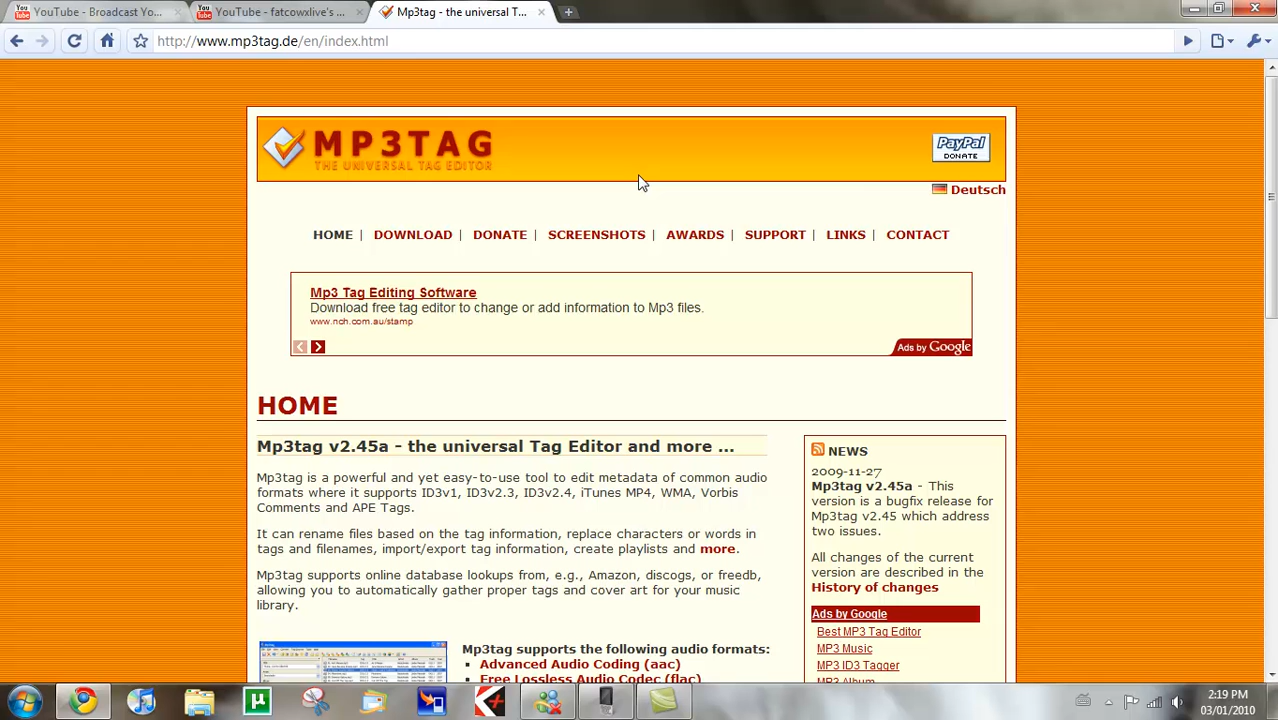 YouTube - Broadcast Yo...
YouTube - fatcowxlive's ...
Mp3tag - the universal T...
http://www.mp3tag.de/en/index.html
MP3TAG
THE UNIVERSAL TAG EDITOR
PayPal
DONATE
Deutsch
HOME | DOWNLOAD | DONATE | SCREENSHOTS | AWARDS | SUPPORT | LINKS | CONTACT
Mp3 Tag Editing Software
Download free tag editor to change or add information to Mp3 files.
www.nch.com.au/stamp
Ads by Google
HOME
Mp3tag v2.45a - the universal Tag Editor and more ...
Mp3tag is a powerful and yet easy-to-use tool to edit metadata of common audio
formats where it supports ID3v1, ID3v2.3, ID3v2.4, iTunes MP4, WMA, Vorbis
Comments and APE Tags.
It can rename files based on the tag information, replace characters or words in
tags and filenames, import/export tag information, create playlists and more.
Mp3tag supports online database lookups from, e.g., Amazon, discogs, or freedb,
allowing you to automatically gather proper tags and cover art for your music
library.
Mp3tag supports the following audio formats:
Advanced Audio Coding (aac)
Free Lossless Audio Codec (flac)
NEWS
2009-11-27
Mp3tag v2.45a - This
version is a bugfix release for
Mp3tag v2.45 which address
two issues.
All changes of the current
version are described in the
History of changes
Ads by Google
Best MP3 Tag Editor
MP3 Music
MP3 ID3 Tagger
MP3 Album
2:19 PM
03/01/2010